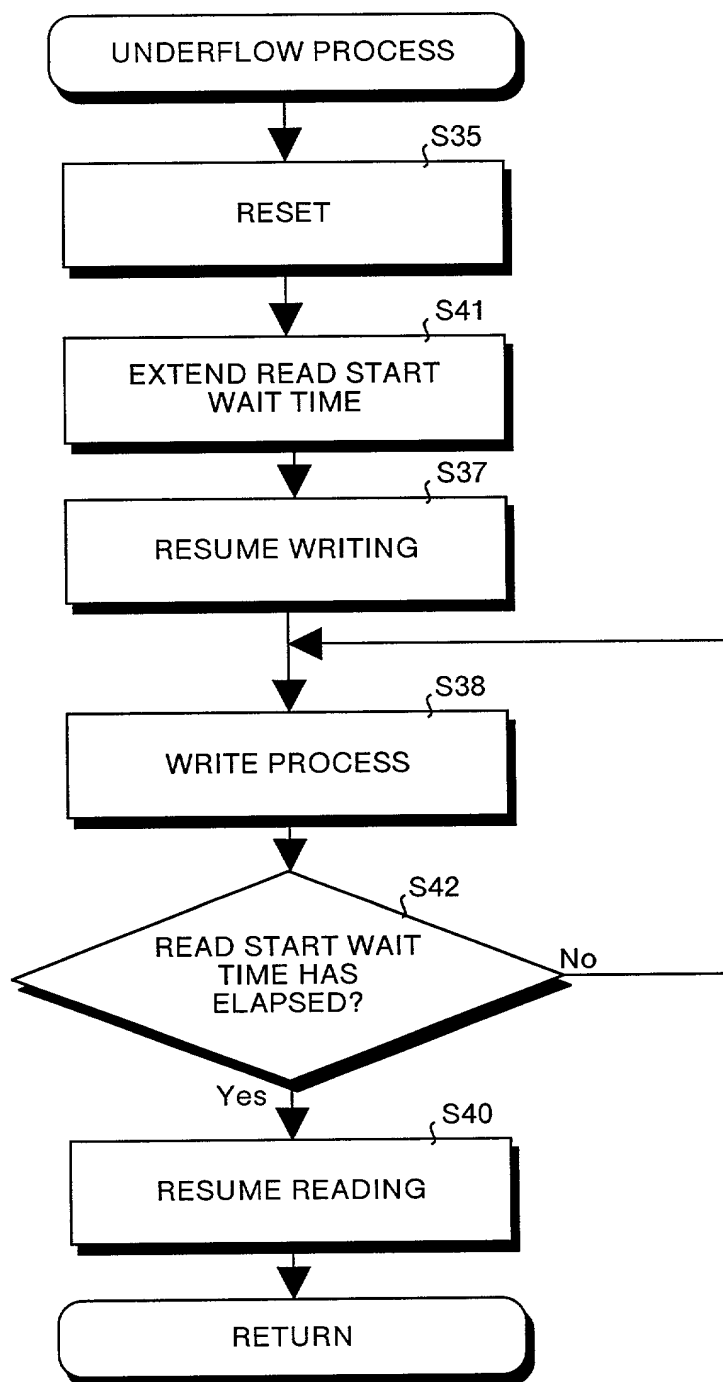 UNDERFLOW PROCESS
S35
RESET
S41
EXTEND READ START
WAIT TIME
S37
RESUME WRITING
S38
WRITE PROCESS
S42
READ START WAIT
TIME HAS
ELAPSED?
No
Yes
S40
RESUME READING
RETURN